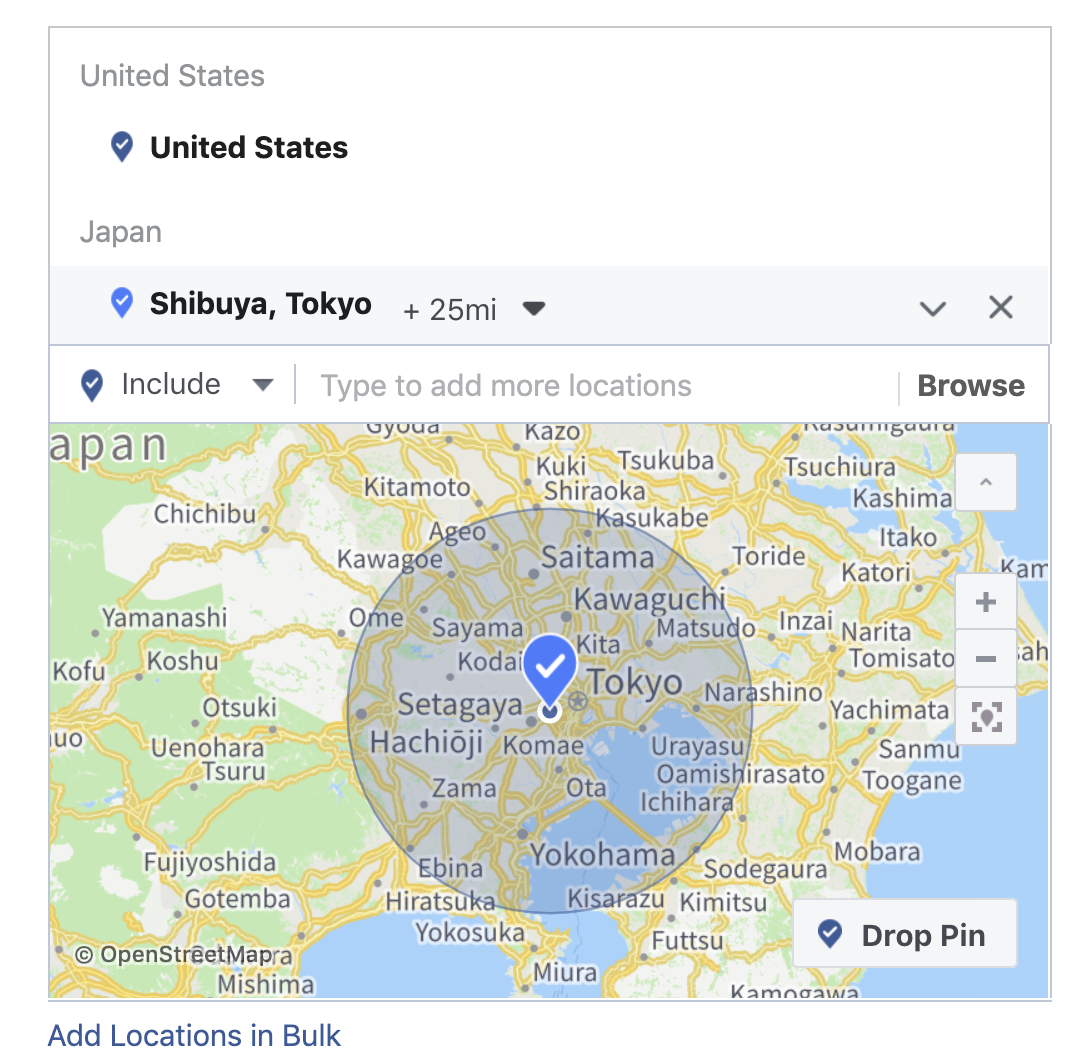 United States
United States
Japan
Shibuya, Tokyo + 25mi
Include Type to add more locations Browse
apan
Gyoda
Kazo
Kasumigaura
Kuki
Tsukuba
Tsuchiura
Kitamoto
Shiraoka
Kashima
Chichibu
Kasukabe
Ageo
Itako
Kawagoe
Saitama
Toride
Katori
Kam
Yamanashi
Ome
Sayama
Kawaguchi
Matsudo
Inzai
Narita
Kita
Kofu
Koshu
Kodai
Tomisato
ah
Tokyo
Narashino
Otsuki
Setagaya
Yachimata
uo
Uenohara
Hachiōji
Komae
Urayasu
Sanmu
Tsuru
Oamishirasato
Toogane
Zama
Ota
Ichihara
Fujiyoshida
Ebina
Yokohama
Sodegaura
Mobara
Gotemba
Hiratsuka
Kisarazu
Kimitsu
Yokosuka
Futtsu
Drop Pin
© OpenStreetMap
ra
Mishima
Miura
Kamogawa
Add Locations in Bulk